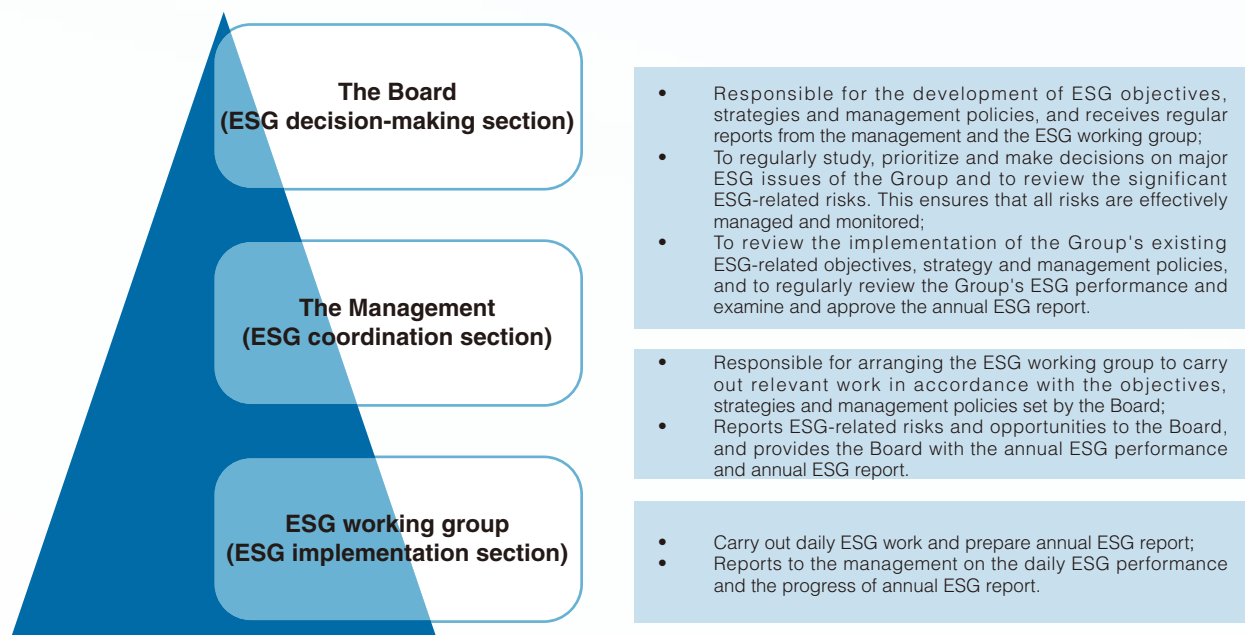 The Board
(ESG decision-making section)
• Responsible for the development of ESG objectives,
strategies and management policies, and receives regular
reports from the management and the ESG working group;
• To regularly study, prioritize and make decisions on major
ESG issues of the Group and to review the significant
ESG-related risks. This ensures that all risks are effectively
managed and monitored;
• To review the implementation of the Group's existing
ESG-related objectives, strategy and management policies,
and to regularly review the Group's ESG performance and
examine and approve the annual ESG report.
The Management
(ESG coordination section)
• Responsible for arranging the ESG working group to carry
out relevant work in accordance with the objectives,
strategies and management policies set by the Board;
• Reports ESG-related risks and opportunities to the Board,
and provides the Board with the annual ESG performance
and annual ESG report.
ESG working group
(ESG implementation section)
• Carry out daily ESG work and prepare annual ESG report;
• Reports to the management on the daily ESG performance
and the progress of annual ESG report.